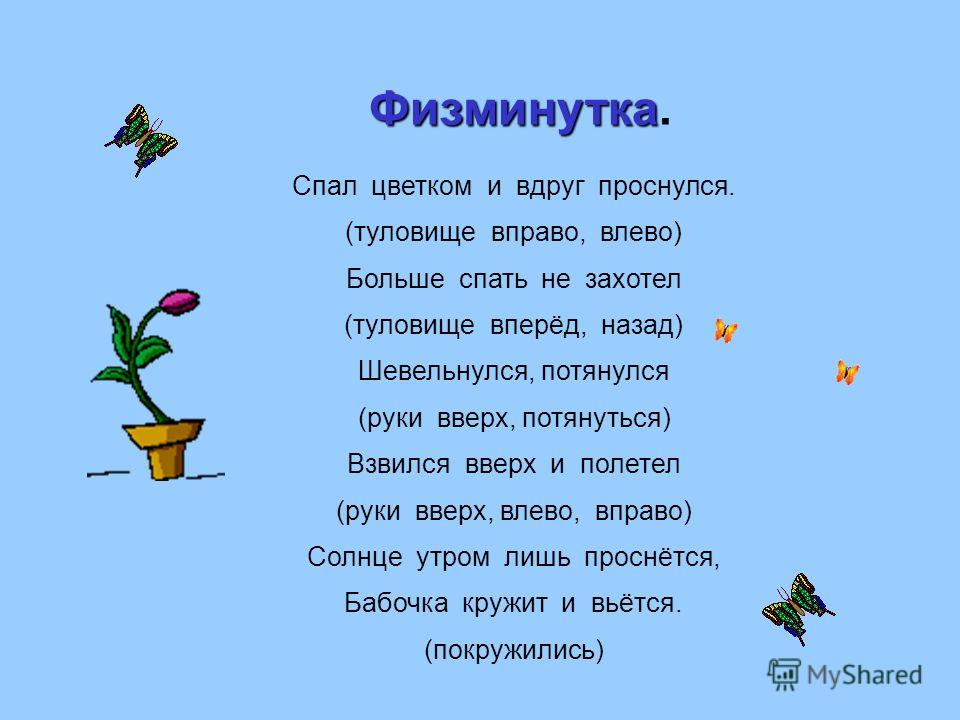 Физминутка.
Спал цветком и вдруг проснулся.
(туловище вправо, влево)
Больше спать не захотел
(туловище вперёд, назад)
Шевельнулся, потянулся
(руки вверх, потянуться)
Взвился вверх и полетел
(руки вверх, влево, вправо)
Солнце утром лишь проснётся,
Бабочка кружит и вьётся.
(покружились)
MyShared